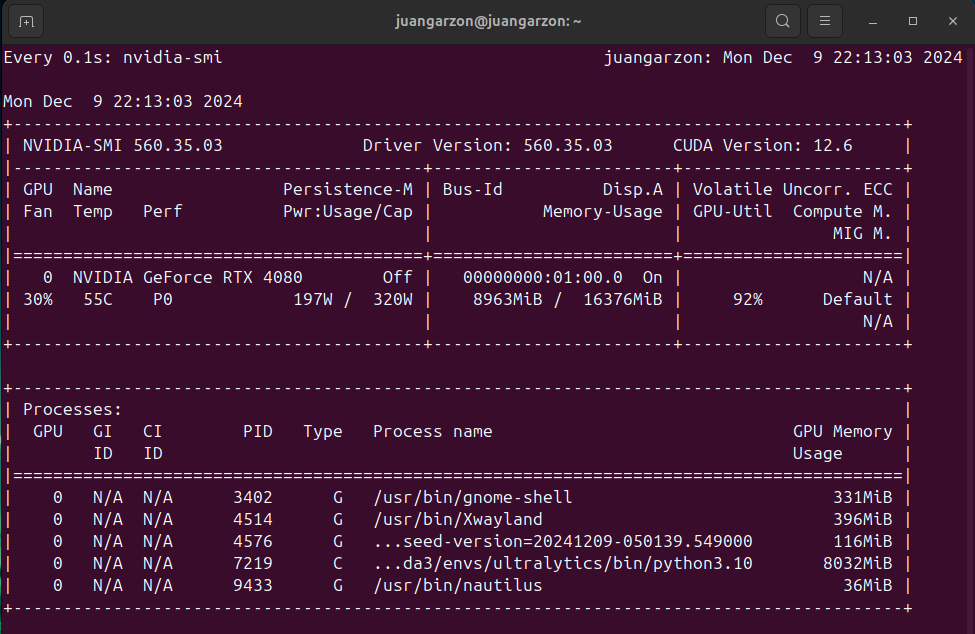 juangarzon@juangarzon: ~
Every 0.1s: nvidia-smi                                      juangarzon: Mon Dec  9 22:13:03 2024

Mon Dec  9 22:13:03 2024
+-----------------------------------------------------------------------------------------+
| NVIDIA-SMI 560.35.03              Driver Version: 560.35.03      CUDA Version: 12.6     |
|-----------------------------------------+------------------------+----------------------+
| GPU  Name                 Persistence-M | Bus-Id          Disp.A | Volatile Uncorr. ECC |
| Fan  Temp   Perf          Pwr:Usage/Cap |           Memory-Usage | GPU-Util  Compute M. |
|                                         |                        |               MIG M. |
|=========================================+========================+======================|
|   0  NVIDIA GeForce RTX 4080        Off |   00000000:01:00.0  On |                  N/A |
| 30%   55C    P0            197W /  320W |    8963MiB /  16376MiB |     92%      Default |
|                                         |                        |                  N/A |
+-----------------------------------------+------------------------+----------------------+

+-----------------------------------------------------------------------------------------+
| Processes:                                                                              |
|  GPU   GI   CI              PID   Type   Process name                        GPU Memory |
|        ID   ID                                                               Usage      |
|=========================================================================================|
|    0   N/A  N/A            3402      G   /usr/bin/gnome-shell                    331MiB |
|    0   N/A  N/A            4514      G   /usr/bin/Xwayland                       396MiB |
|    0   N/A  N/A            4576      G   ...seed-version=20241209-050139.549000  116MiB |
|    0   N/A  N/A            7219      C   ...da3/envs/ultralytics/bin/python3.10 8032MiB |
|    0   N/A  N/A            9433      G   /usr/bin/nautilus                        36MiB |
+-----------------------------------------------------------------------------------------+